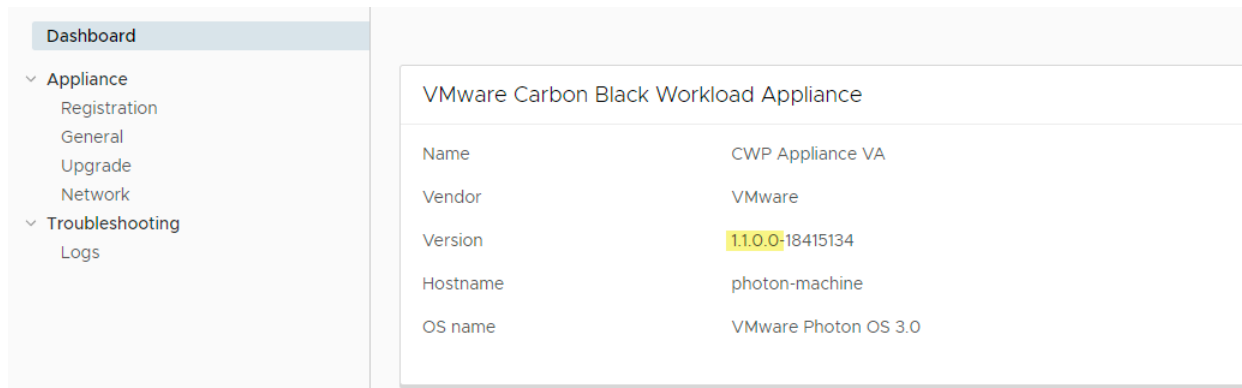 Dashboard
Appliance
Registration
General
Upgrade
Network
Troubleshooting
Logs
VMware Carbon Black Workload Appliance
Name CWP Appliance VA
Vendor VMware
Version 1.1.0.0-18415134
Hostname photon-machine
OS name VMware Photon OS 3.0